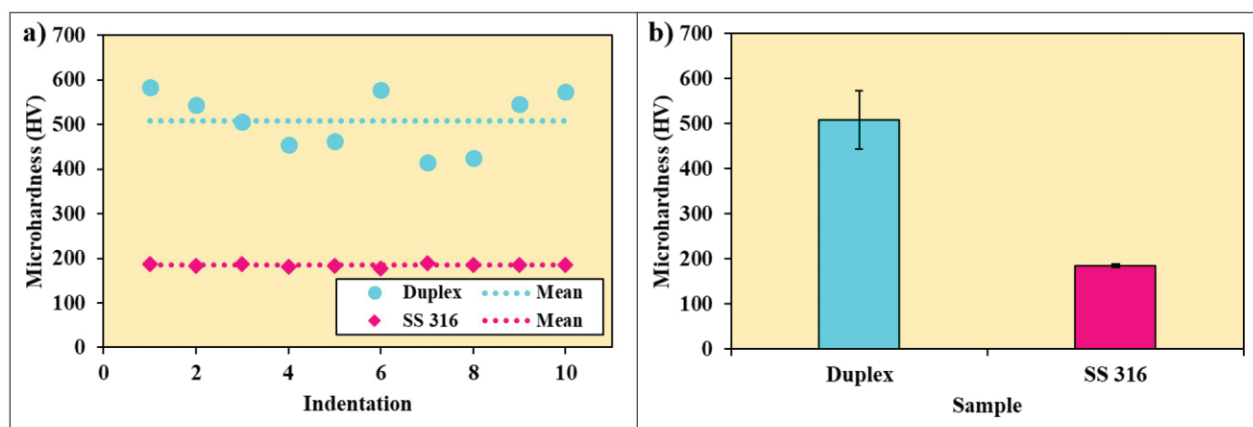 a)
Microhardness (HV)
700
600
500
400
300
200
100
0
Duplex Mean
SS 316 Mean
0 2 4 6 8 10
Indentation
b)
Microhardness (HV)
700
600
500
400
300
200
100
0
Duplex SS 316
Sample